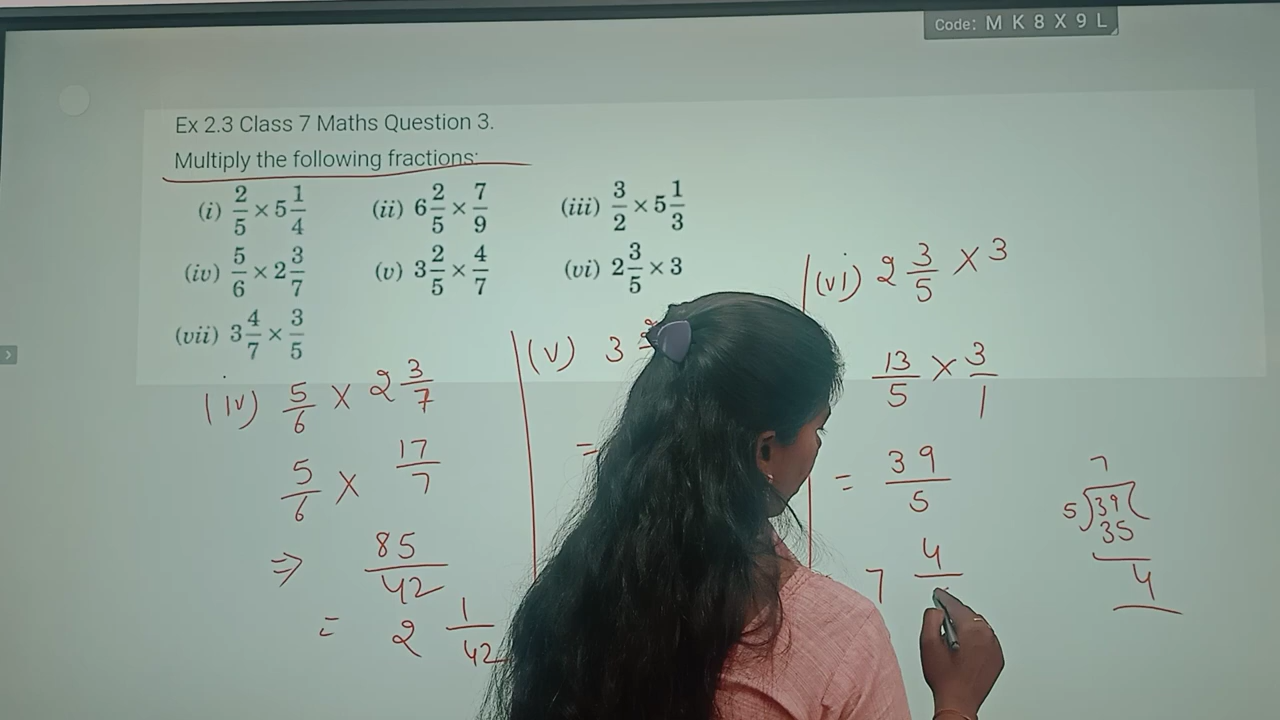 Code: M K 8 X 9 L
Ex 2.3 Class 7 Maths Question 3.
Multiply the following fractions:
(i) 2/5 × 5 1/4 (ii) 6 2/5 × 7/9 (iii) 3/2 × 5 1/3
(iv) 5/6 × 2 3/7 (v) 3 2/5 × 4/7 (vi) 2 3/5 × 3
(vii) 3 4/7 × 3/5
(iv) 5/6 × 2 3/7
5/6 × 17/7
⇒ 85/42
= 2 1/42
(v) 3
=
(vi) 2 3/5 × 3
13/5 × 3/1
= 39/5
7 4
7
5)39(
35
4